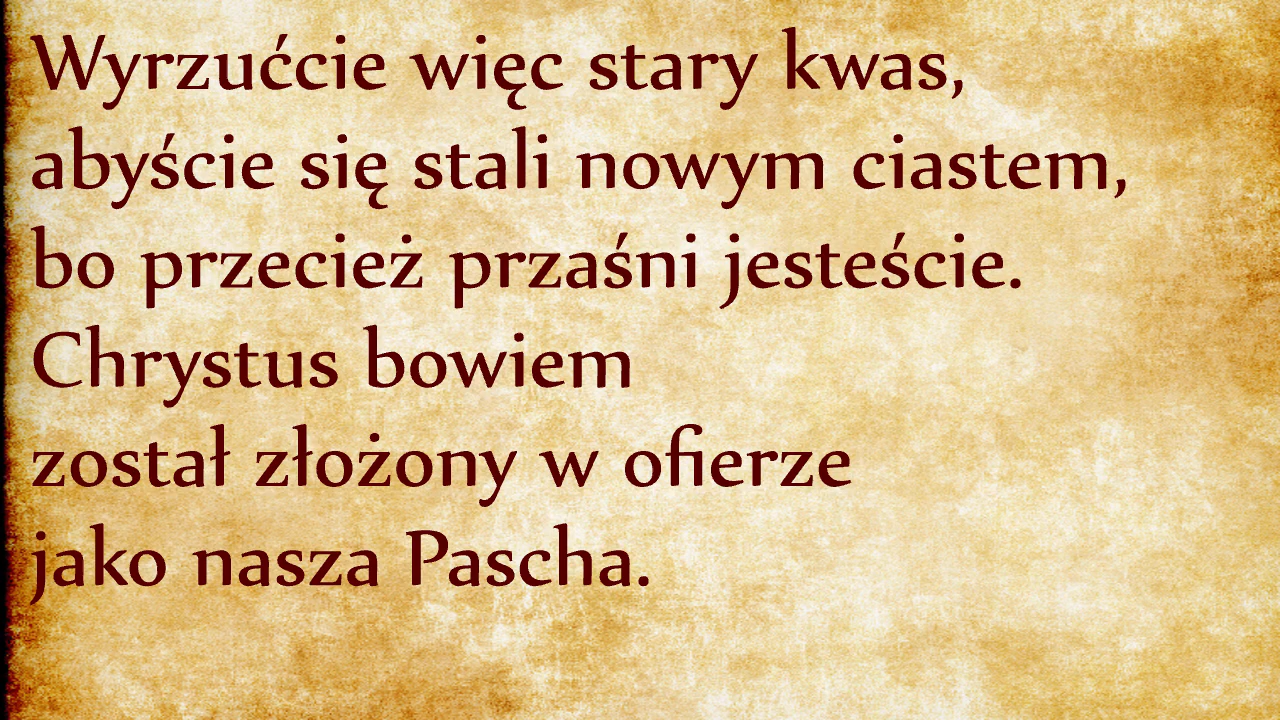 Wyrzućcie więc stary kwas,
abyście się stali nowym ciastem,
bo przecież przaśni jesteście.
Chrystus bowiem
został złożony w ofierze
jako nasza Pascha.